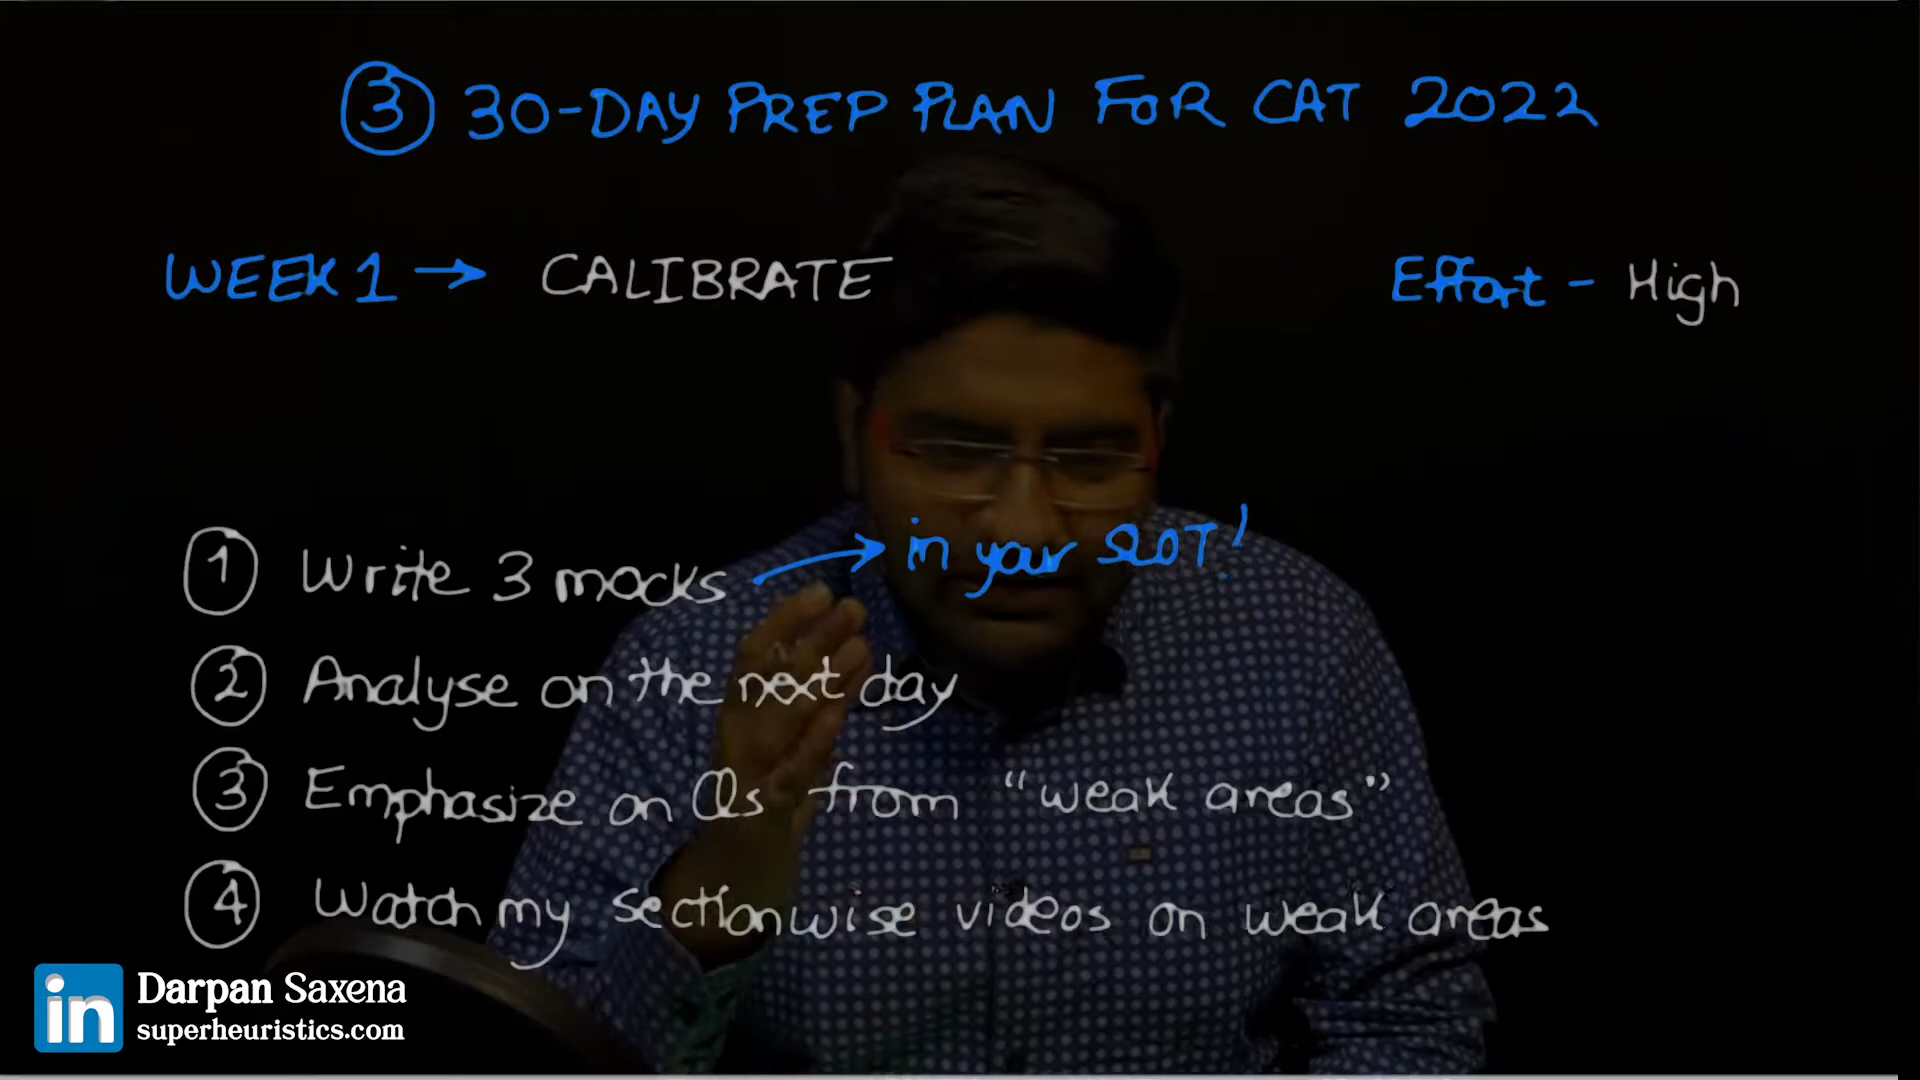 3 30-DAY PREP PLAN FOR CAT 2022
WEEK 1 → CALIBRATE Effort - High
1 Write 3 mocks → in your SLOT!
2 Analyse on the next day
3 Emphasize on Qs from "weak areas"
4 Watch my sectionwise videos on weak areas
in Darpan Saxena
superheuristics.com